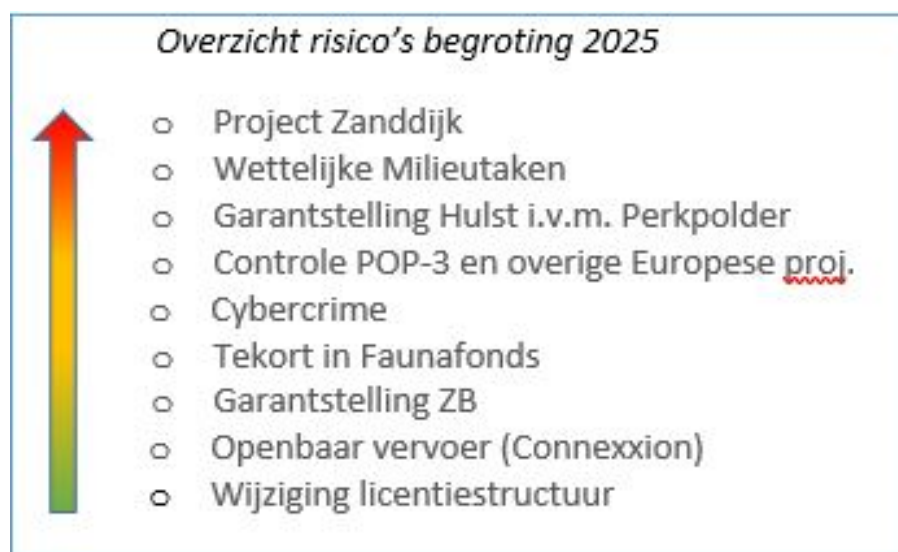 Overzicht risico's begroting 2025
o Project Zanddijk
o Wettelijke Milieutaken
o Garantstelling Hulst i.v.m. Perkpolder
o Controle POP-3 en overige Europese proj.
o Cybercrime
o Tekort in Faunafonds
o Garantstelling ZB
o Openbaar vervoer (Connexxion)
o Wijziging licentiestructuur